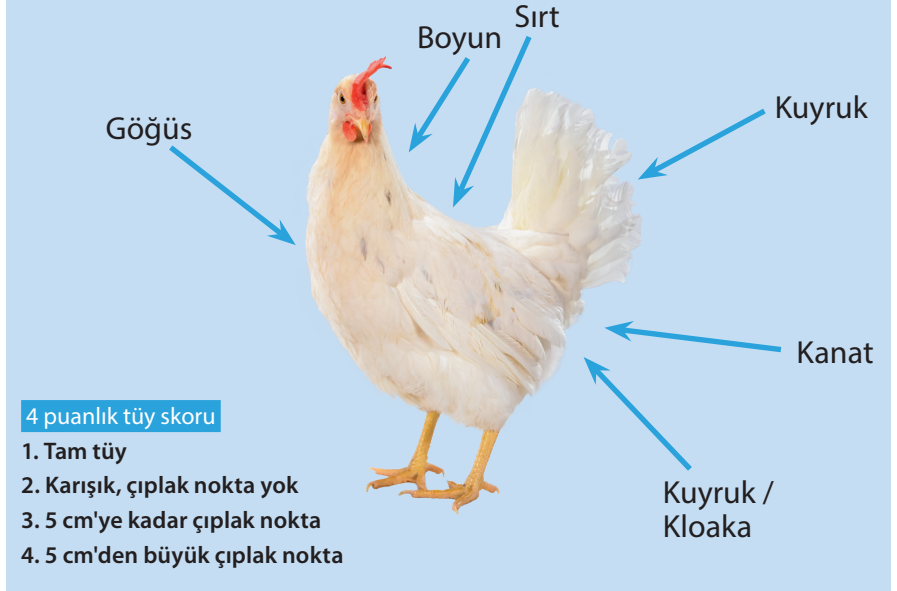 Sırt
Boyun
Kuyruk
Göğüs
Kanat
Kuyruk /
Kloaka
4 puanlık tüy skoru
1. Tam tüy
2. Karışık, çıplak nokta yok
3. 5 cm'ye kadar çıplak nokta
4. 5 cm'den büyük çıplak nokta